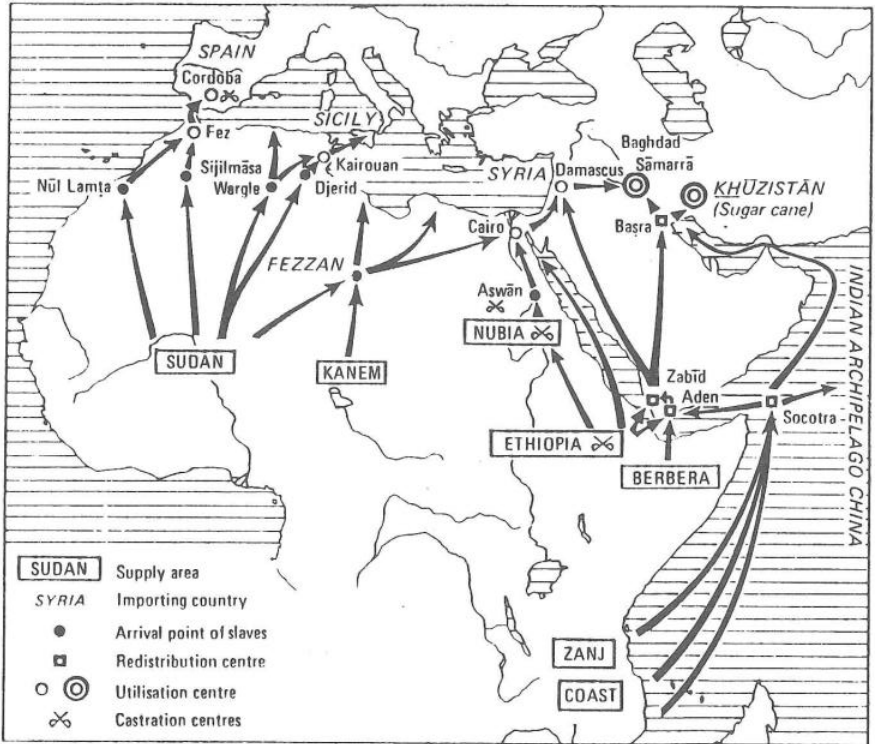 SPAIN
Cordoba
SICILY
Fez
Nūl Lamṭa
Sijilmāsa
Wargle
Kairouan
Djerid
SYRIA
Damascus
Baghdad
Sāmarrā
KHŪZISTĀN
(Sugar cane)
Baṣra
Cairo
FEZZAN
Aswān
NUBIA
SUDAN
KANEM
Zabīd
Aden
Socotra
ETHIOPIA
BERBERA
INDIAN ARCHIPELAGO CHINA
ZANJ
COAST
SUDAN Supply area
SYRIA Importing country
Arrival point of slaves
Redistribution centre
Utilisation centre
Castration centres